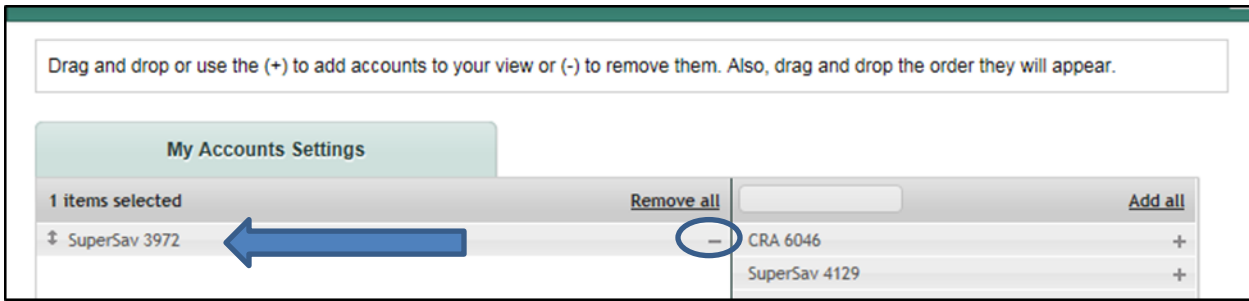 Drag and drop or use the (+) to add accounts to your view or (-) to remove them. Also, drag and drop the order they will appear.
My Accounts Settings
1 items selected Remove all Add all
SuperSav 3972 − CRA 6046 +
SuperSav 4129 +